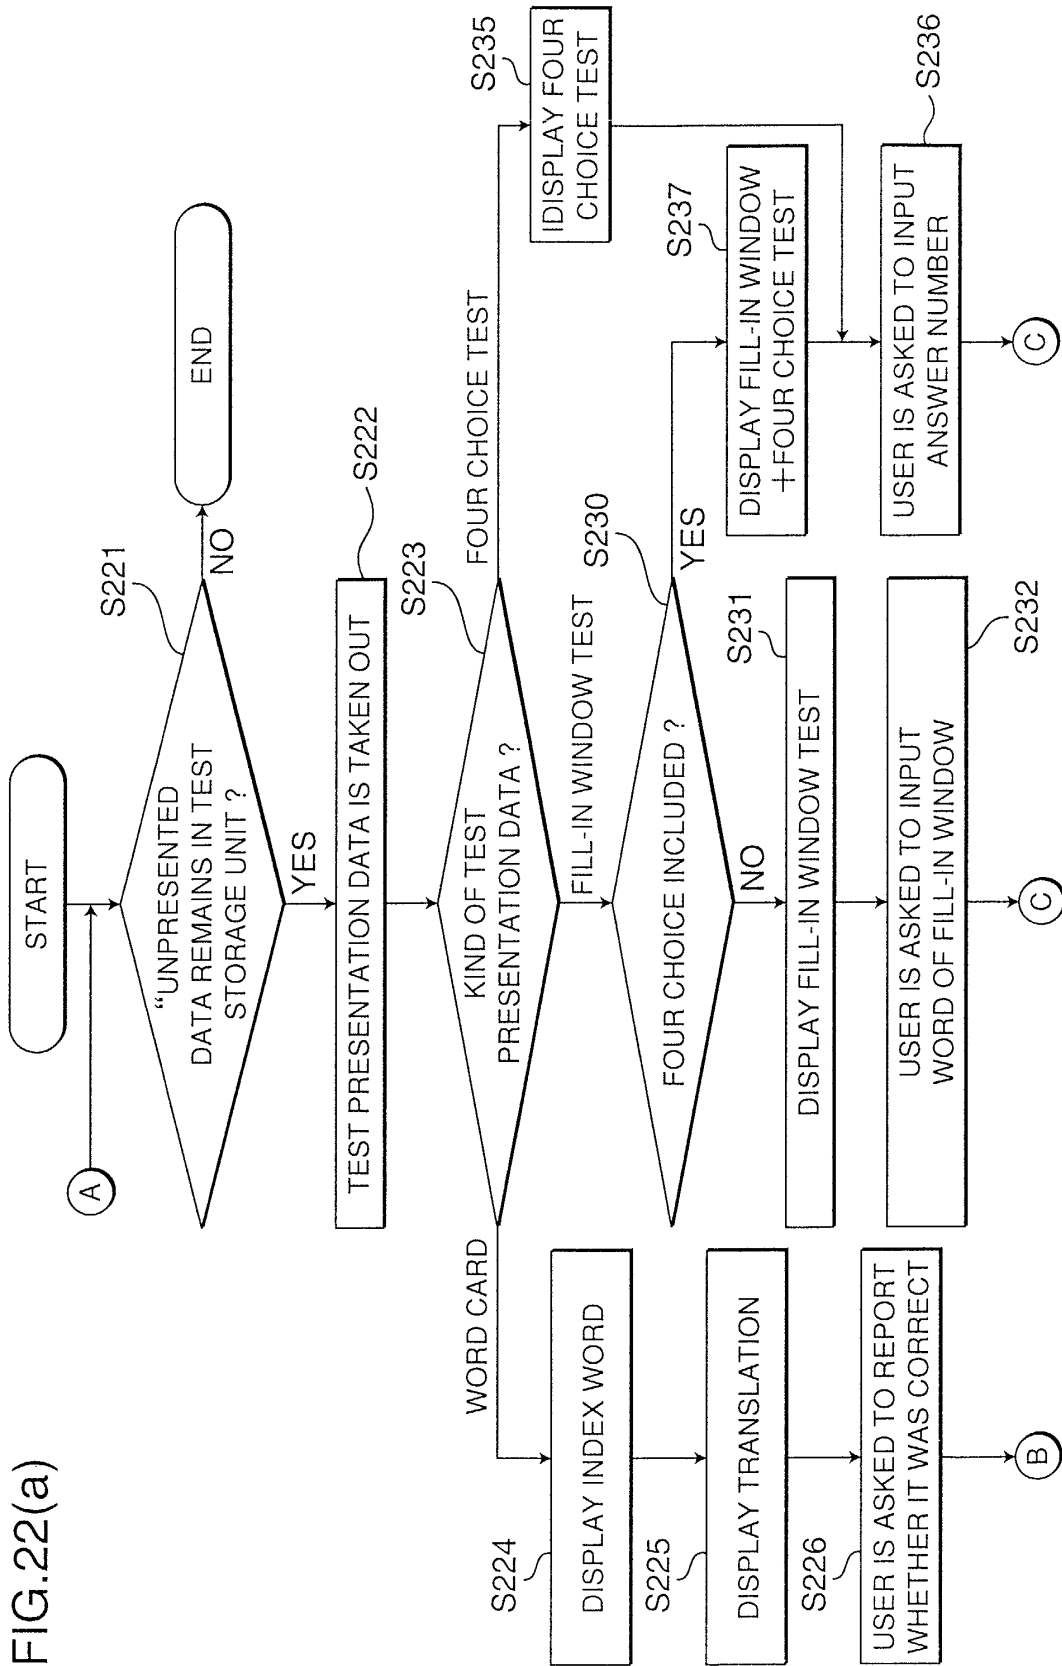 FIG.22(a)
START
A
S221
“UNPRESENTED
DATA REMAINS IN TEST
STORAGE UNIT ?
NO
END
YES
S222
TEST PRESENTATION DATA IS TAKEN OUT
S223
KIND OF TEST
PRESENTATION DATA ?
WORD CARD
FILL-IN WINDOW TEST
FOUR CHOICE TEST
S224
DISPLAY INDEX WORD
S225
DISPLAY TRANSLATION
S226
USER IS ASKED TO REPORT
WHETHER IT WAS CORRECT
B
S230
FOUR CHOICE INCLUDED ?
YES
NO
S231
DISPLAY FILL-IN WINDOW TEST
S232
USER IS ASKED TO INPUT
WORD OF FILL-IN WINDOW
C
S235
IDISPLAY FOUR
CHOICE TEST
S237
DISPLAY FILL-IN WINDOW
+FOUR CHOICE TEST
S236
USER IS ASKED TO INPUT
ANSWER NUMBER
C